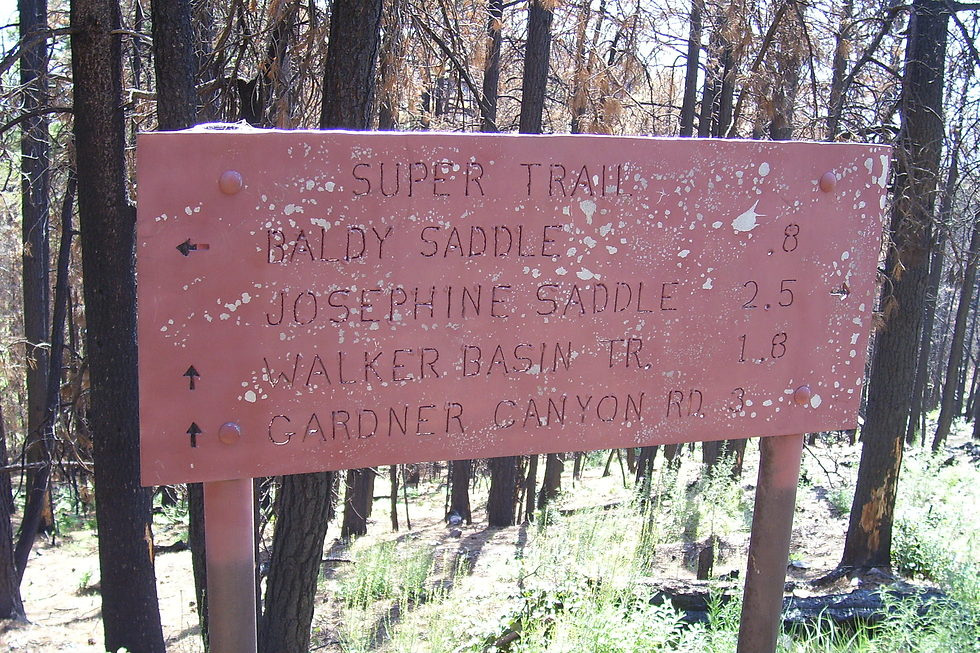 SUPER TRAIL
← BALDY SADDLE .8
JOSEPHINE SADDLE 2.5 →
↑ WALKER BASIN TR. 1.8
↑ GARDNER CANYON RD. 3